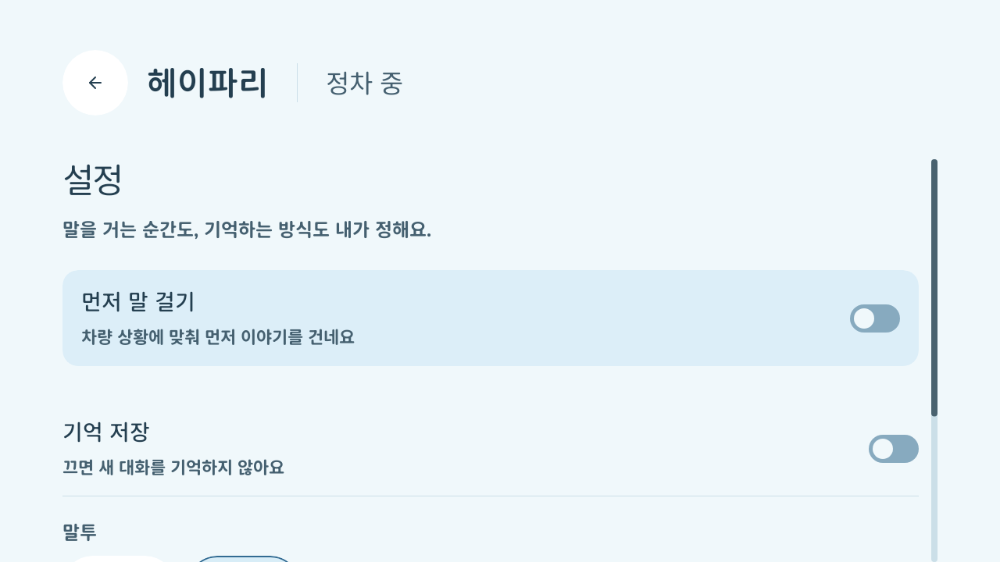 헤이파리
정차 중
설정
말을 거는 순간도, 기억하는 방식도 내가 정해요.
먼저 말 걸기
차량 상황에 맞춰 먼저 이야기를 건네요
기억 저장
끄면 새 대화를 기억하지 않아요
말투